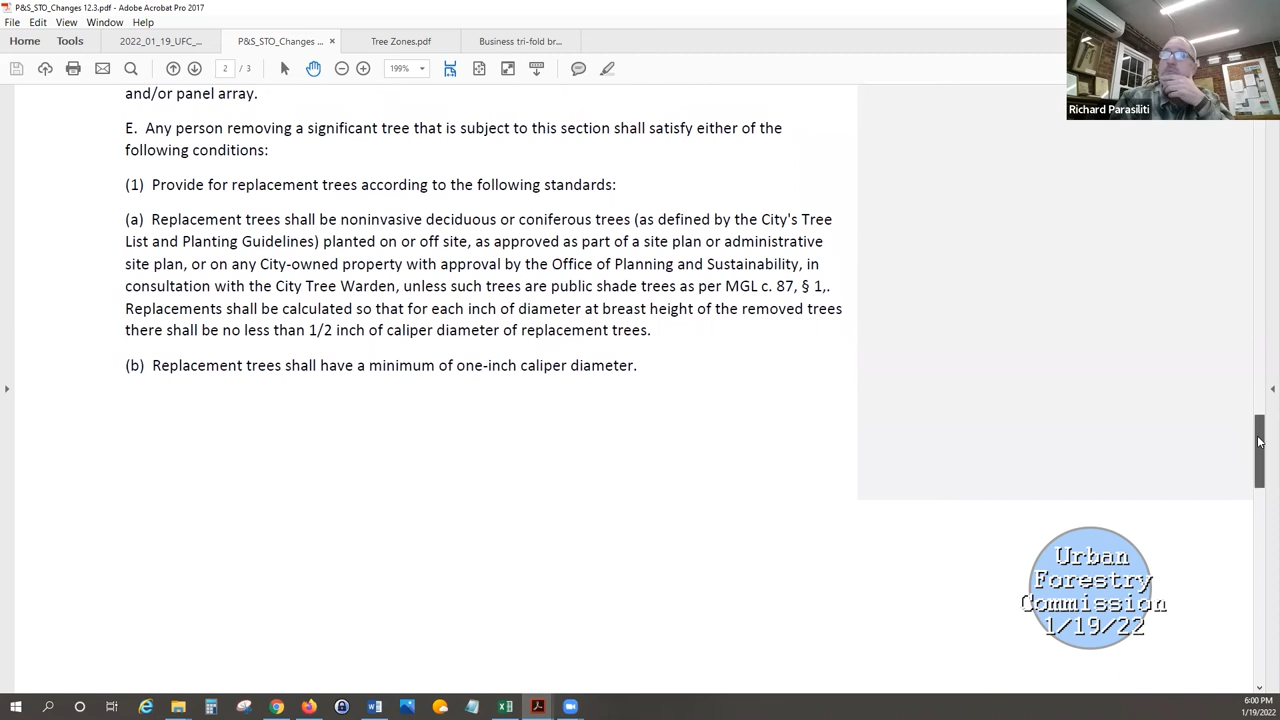 P&S_STO_Changes 12.3.pdf - Adobe Acrobat Pro 2017
File Edit View Window Help
Home Tools 2022_01_19_UFC_... P&S_STO_Changes ... × Tree Zones.pdf Business tri-fold br...
2 / 3 199%
Richard Parasiliti
and/or panel array.
E. Any person removing a significant tree that is subject to this section shall satisfy either of the
following conditions:
(1) Provide for replacement trees according to the following standards:
(a) Replacement trees shall be noninvasive deciduous or coniferous trees (as defined by the City's Tree
List and Planting Guidelines) planted on or off site, as approved as part of a site plan or administrative
site plan, or on any City-owned property with approval by the Office of Planning and Sustainability, in
consultation with the City Tree Warden, unless such trees are public shade trees as per MGL c. 87, § 1,.
Replacements shall be calculated so that for each inch of diameter at breast height of the removed trees
there shall be no less than 1/2 inch of caliper diameter of replacement trees.
(b) Replacement trees shall have a minimum of one-inch caliper diameter.
Urban
Forestry
Commission
1/19/22
6:00 PM
1/19/2022